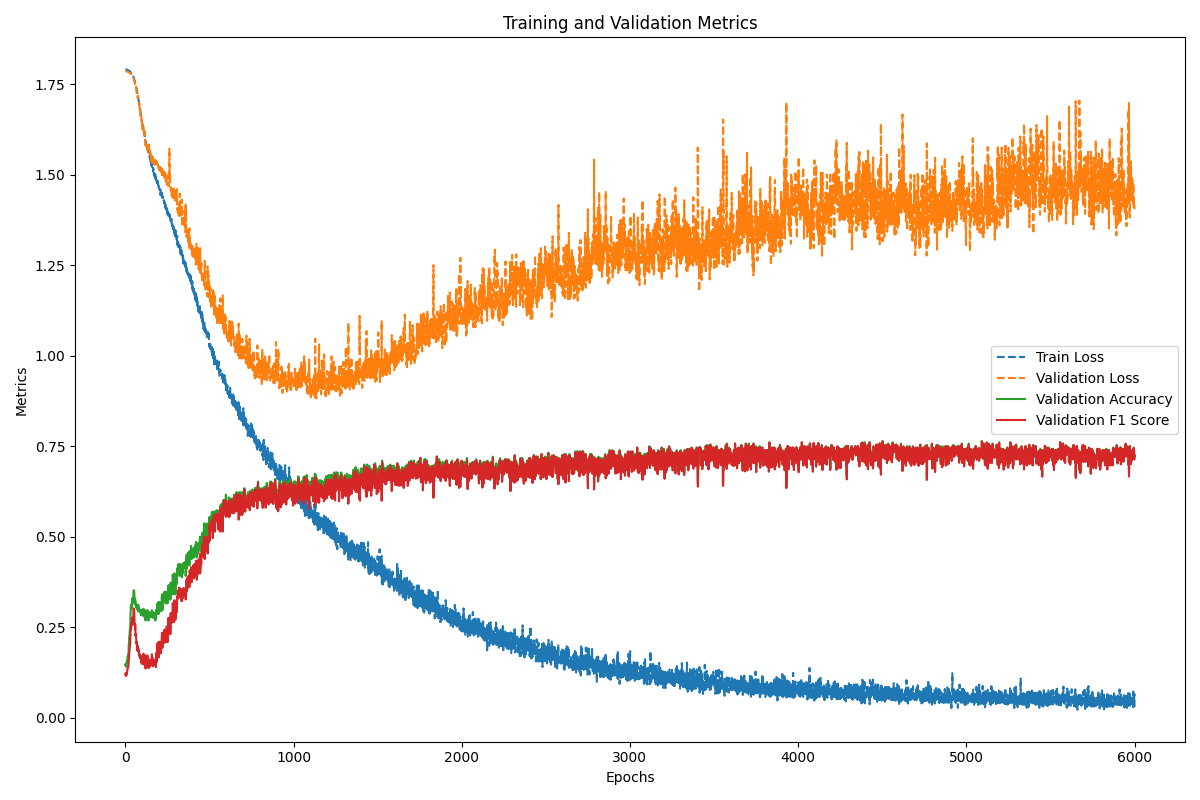 Training and Validation Metrics
1.75
1.50
1.25
1.00
0.75
0.50
0.25
0.00
Metrics
Train Loss
Validation Loss
Validation Accuracy
Validation F1 Score
0
1000
2000
3000
4000
5000
6000
Epochs